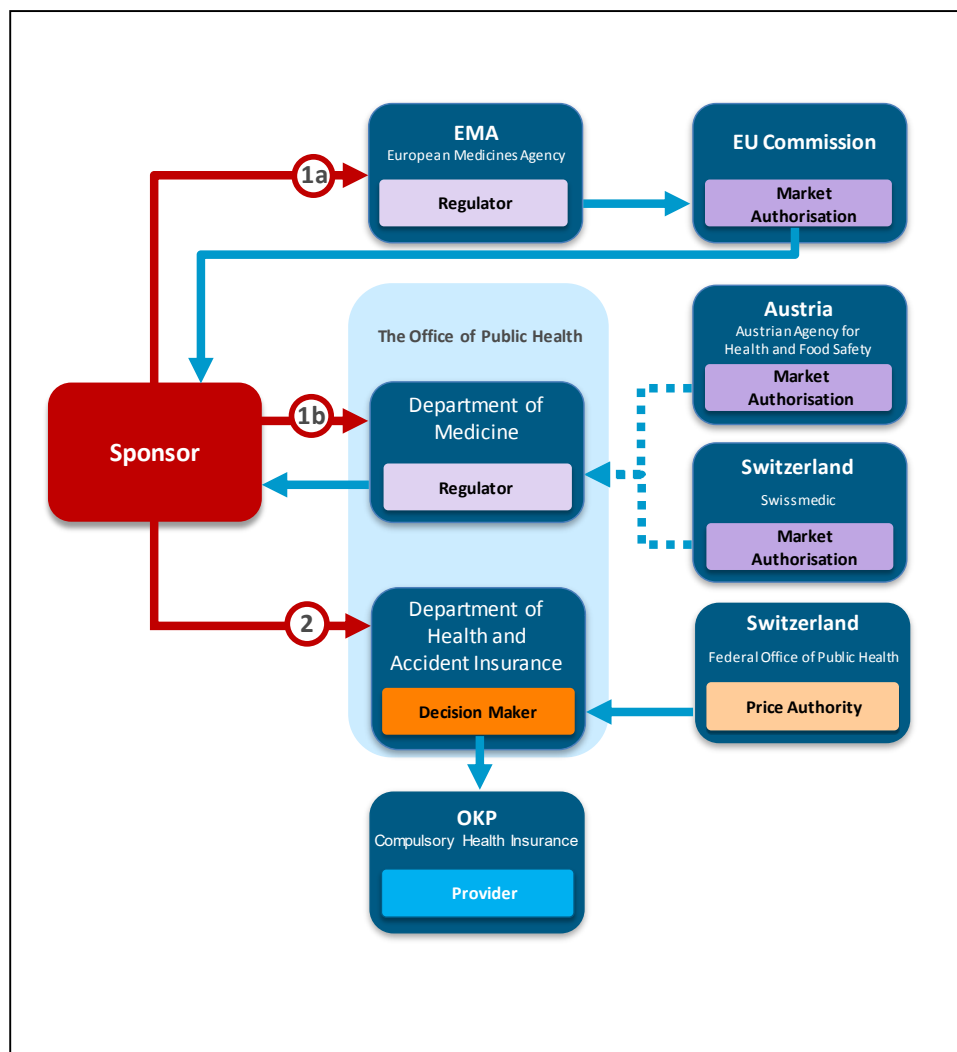 1a
EMA
European Medicines Agency
Regulator
EU Commission
Market
Authorisation
The Office of Public Health
Austria
Austrian Agency for
Health and Food Safety
Market
Authorisation
Sponsor
1b
Department of
Medicine
Regulator
Switzerland
Swissmedic
Market
Authorisation
2
Department of
Health and
Accident Insurance
Decision Maker
Switzerland
Federal Office of Public Health
Price Authority
OKP
Compulsory Health Insurance
Provider